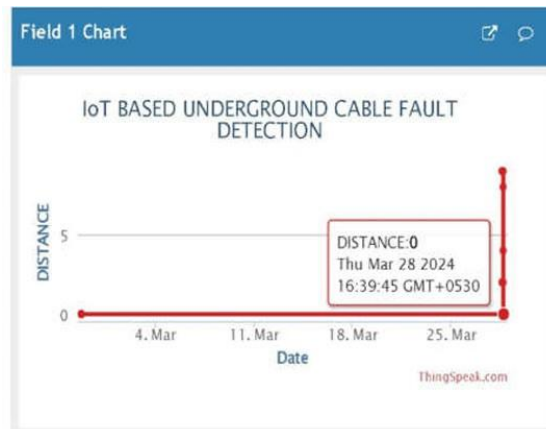 Field 1 Chart
IoT BASED UNDERGROUND CABLE FAULT
DETECTION
DISTANCE
5
0
DISTANCE:0
Thu Mar 28 2024
16:39:45 GMT+0530
4. Mar
11. Mar
18. Mar
25. Mar
Date
ThingSpeak.com